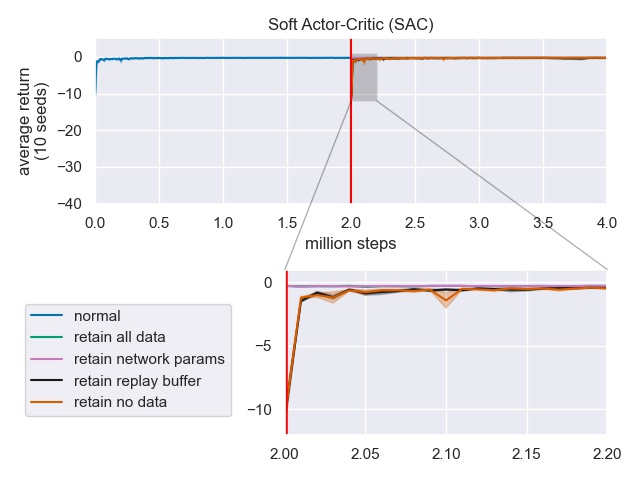 Soft Actor-Critic (SAC)
average return
(10 seeds)
0
−10
−20
−30
−40
0.0 0.5 1.0 1.5 2.0 2.5 3.0 3.5 4.0
million steps
normal
retain all data
retain network params
retain replay buffer
retain no data
0
−5
−10
2.00 2.05 2.10 2.15 2.20